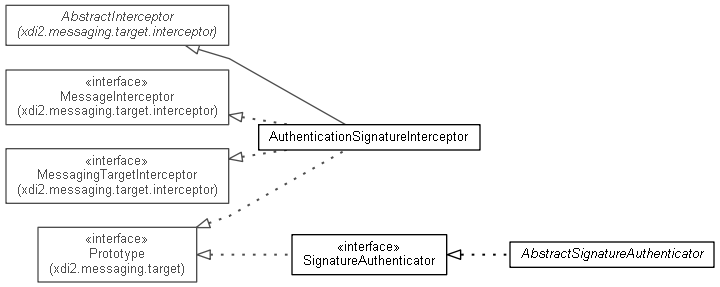 AbstractInterceptor
(xdi2.messaging.target.interceptor)
«interface»
MessageInterceptor
(xdi2.messaging.target.interceptor)
AuthenticationSignatureInterceptor
«interface»
MessagingTargetInterceptor
(xdi2.messaging.target.interceptor)
«interface»
Prototype
(xdi2.messaging.target)
«interface»
SignatureAuthenticator
AbstractSignatureAuthenticator